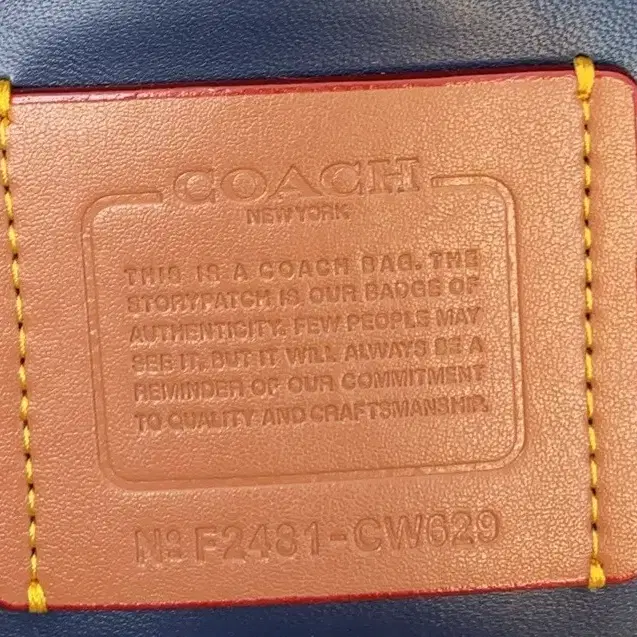 COACH
NEW YORK
THIS IS A COACH BAG. THE
STORYPATCH IS OUR BADGE OF
AUTHENTICITY. FEW PEOPLE MAY
SEE IT, BUT IT WILL ALWAYS BE A
REMINDER OF OUR COMMITMENT
TO QUALITY AND CRAFTSMANSHIP.
Nº F2481-CW629